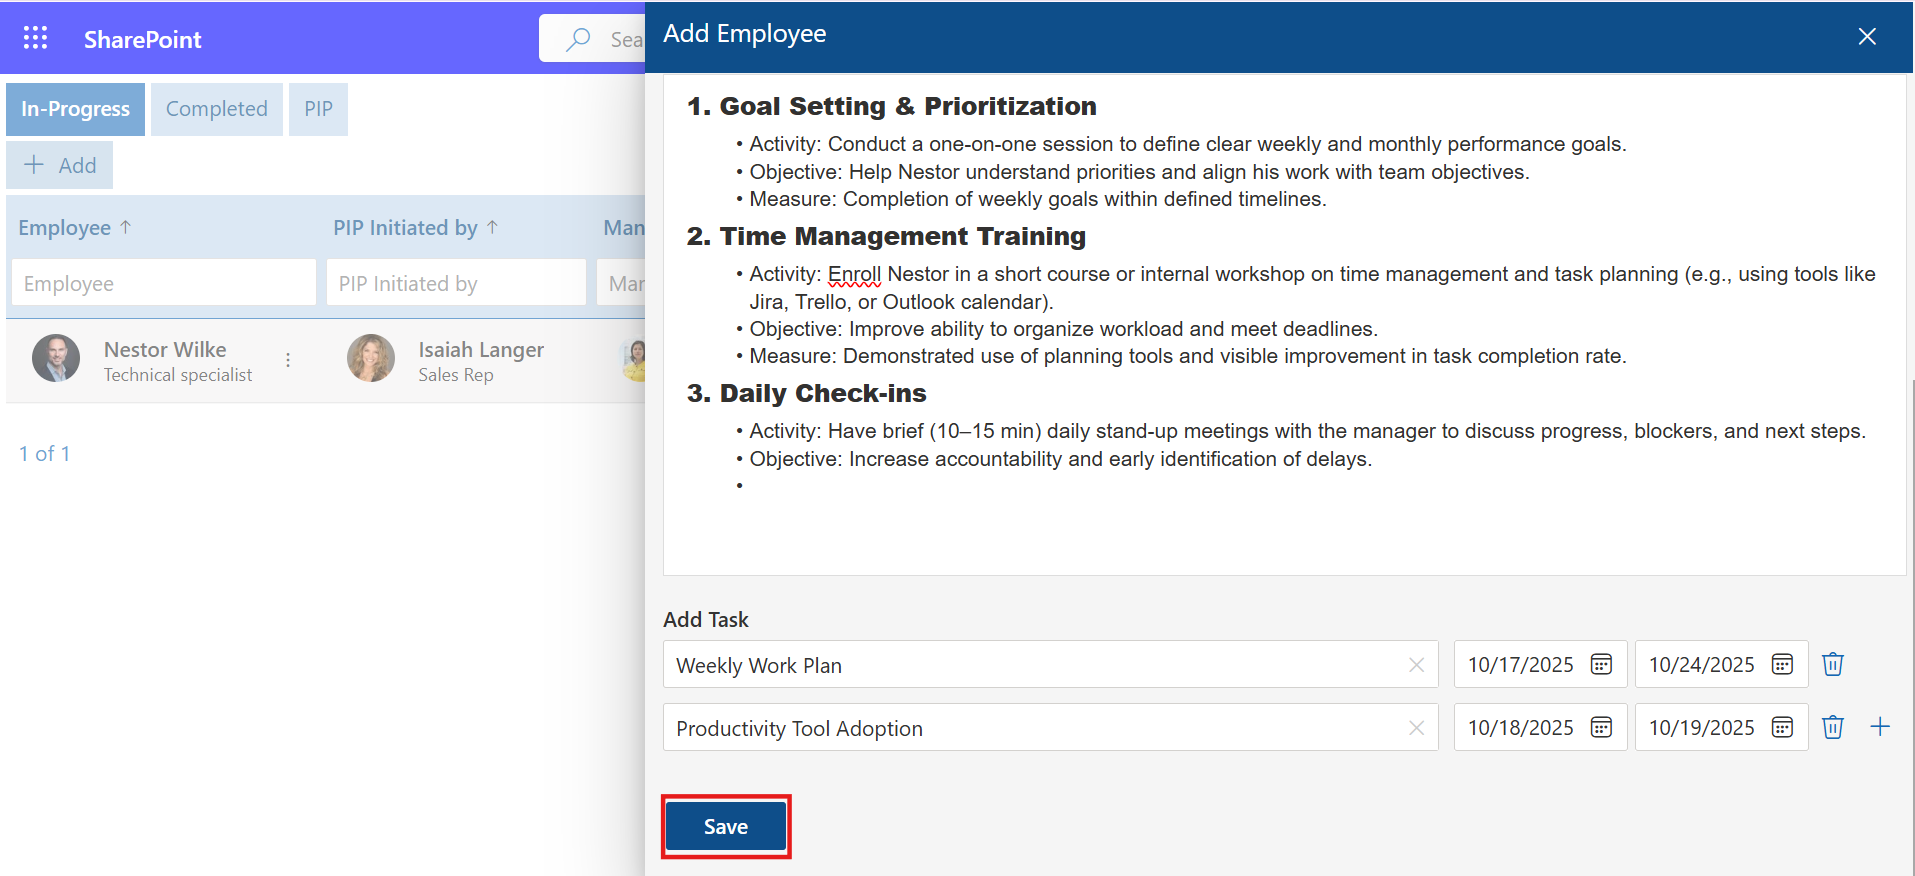 SharePoint
Sea
In-Progress
Completed
PIP
Add
Employee
PIP Initiated by
Man
Employee
PIP Initiated by
Mar
Nestor Wilke
Technical specialist
Isaiah Langer
Sales Rep
1 of 1
Add Employee
1. Goal Setting & Prioritization
• Activity: Conduct a one-on-one session to define clear weekly and monthly performance goals.
• Objective: Help Nestor understand priorities and align his work with team objectives.
• Measure: Completion of weekly goals within defined timelines.
2. Time Management Training
• Activity: Enroll Nestor in a short course or internal workshop on time management and task planning (e.g., using tools like
Jira, Trello, or Outlook calendar).
• Objective: Improve ability to organize workload and meet deadlines.
• Measure: Demonstrated use of planning tools and visible improvement in task completion rate.
3. Daily Check-ins
• Activity: Have brief (10–15 min) daily stand-up meetings with the manager to discuss progress, blockers, and next steps.
• Objective: Increase accountability and early identification of delays.
•
Add Task
Weekly Work Plan
10/17/2025
10/24/2025
Productivity Tool Adoption
10/18/2025
10/19/2025
Save